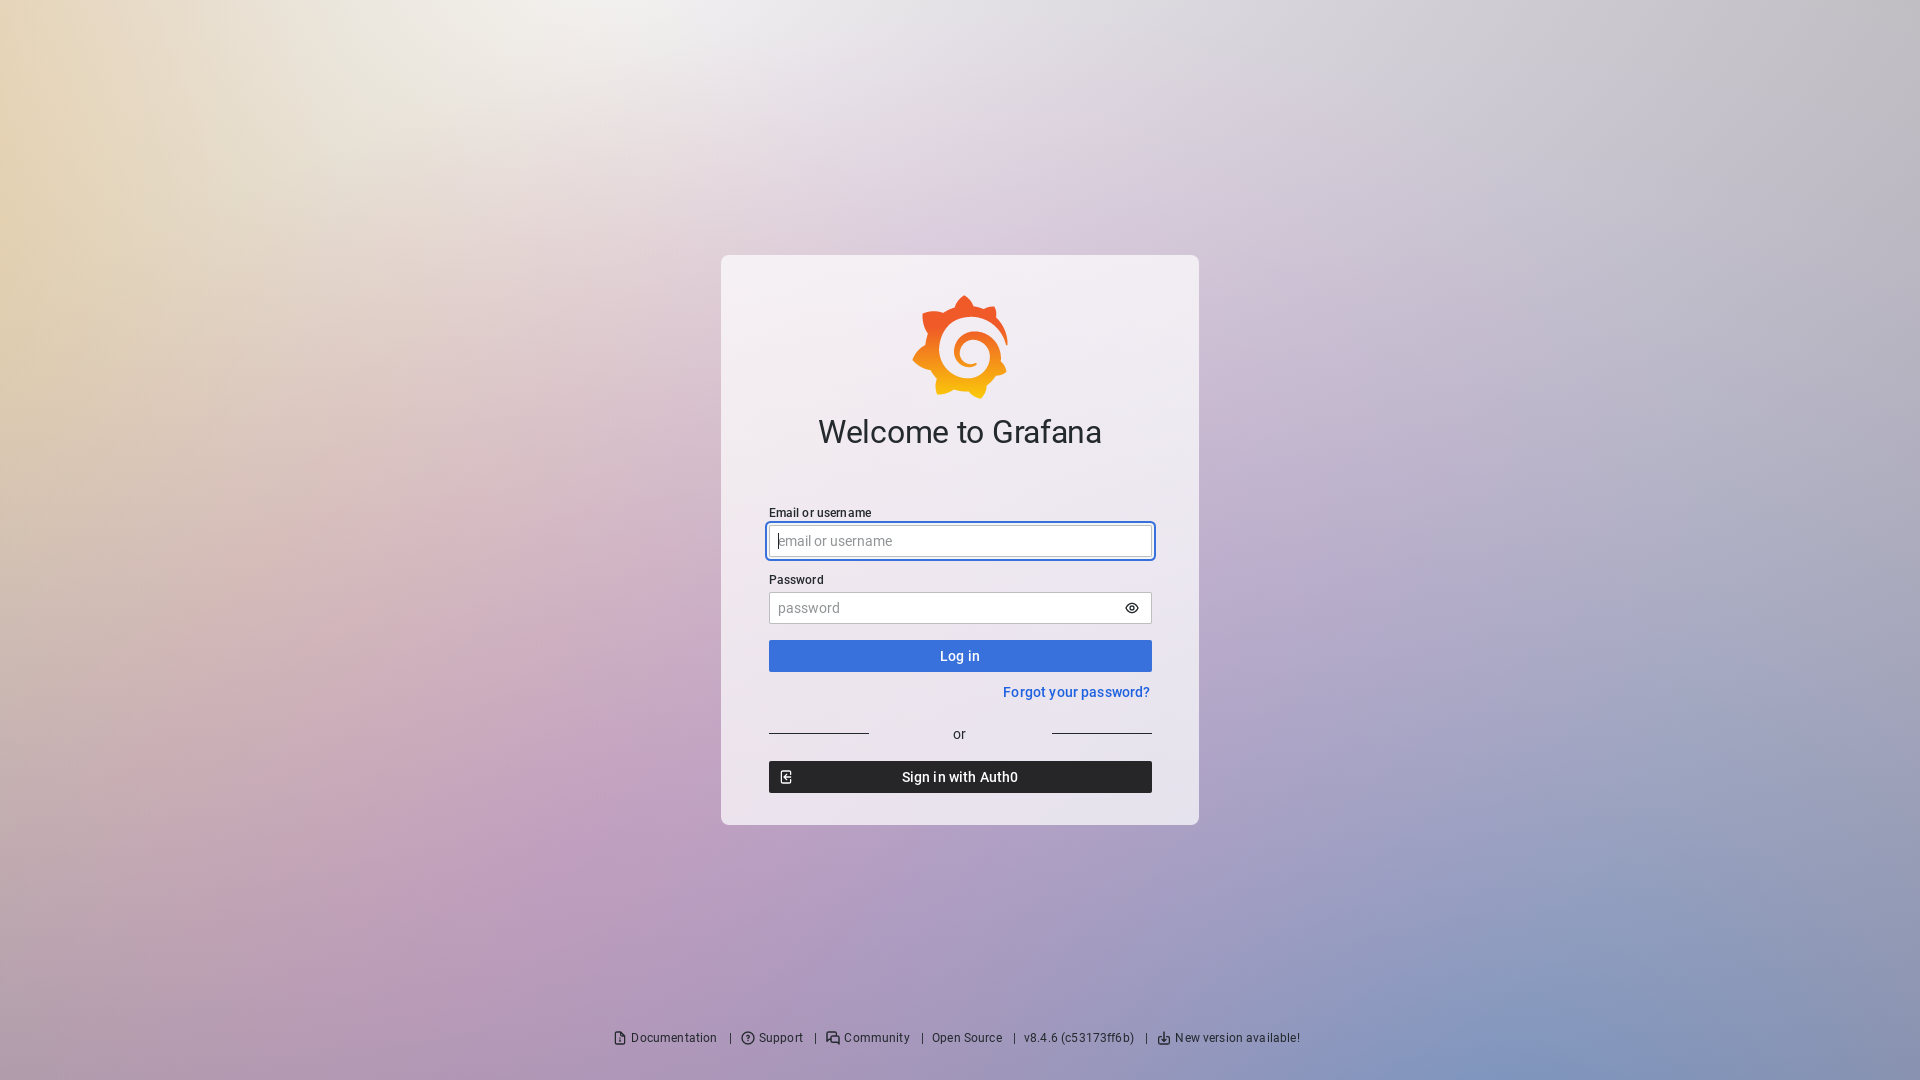 Welcome to Grafana
Email or username
email or username
Password
password
Log in
Forgot your password?
or
Sign in with Auth0
Documentation | Support | Community | Open Source | v8.4.6 (c53173ff6b) | New version available!